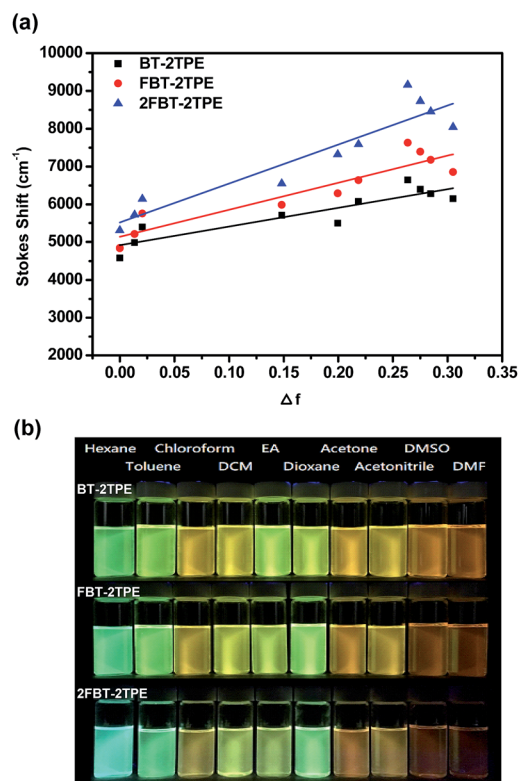 (a)
10000
9000
8000
7000
6000
5000
4000
3000
2000
Stokes Shift (cm⁻¹)
BT-2TPE
FBT-2TPE
2FBT-2TPE
0.00 0.05 0.10 0.15 0.20 0.25 0.30 0.35
Δf
(b)
Hexane Chloroform EA Acetone DMSO
Toluene DCM Dioxane Acetonitrile DMF
BT-2TPE
FBT-2TPE
2FBT-2TPE